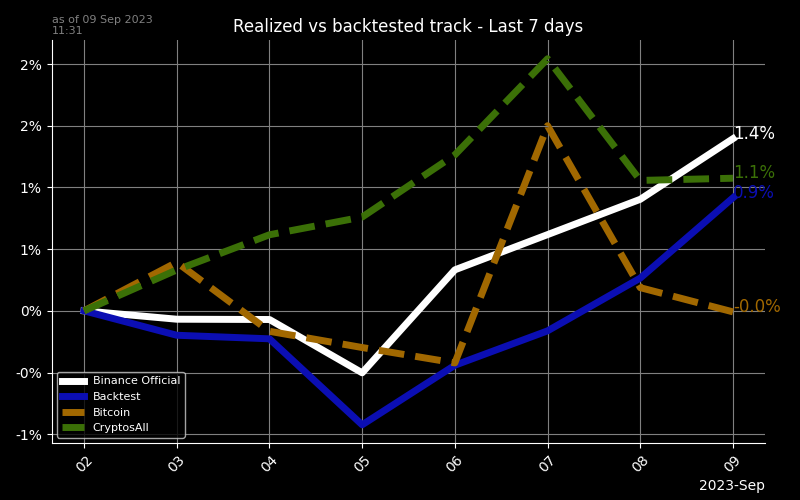 as of 09 Sep 2023
11:31
Realized vs backtested track - Last 7 days
2%
2%
1%
1%
0%
-0%
-1%
1.4%
1.1%
0.9%
-0.0%
Binance Official
Backtest
Bitcoin
CryptosAll
02 03 04 05 06 07 08 09
2023-Sep